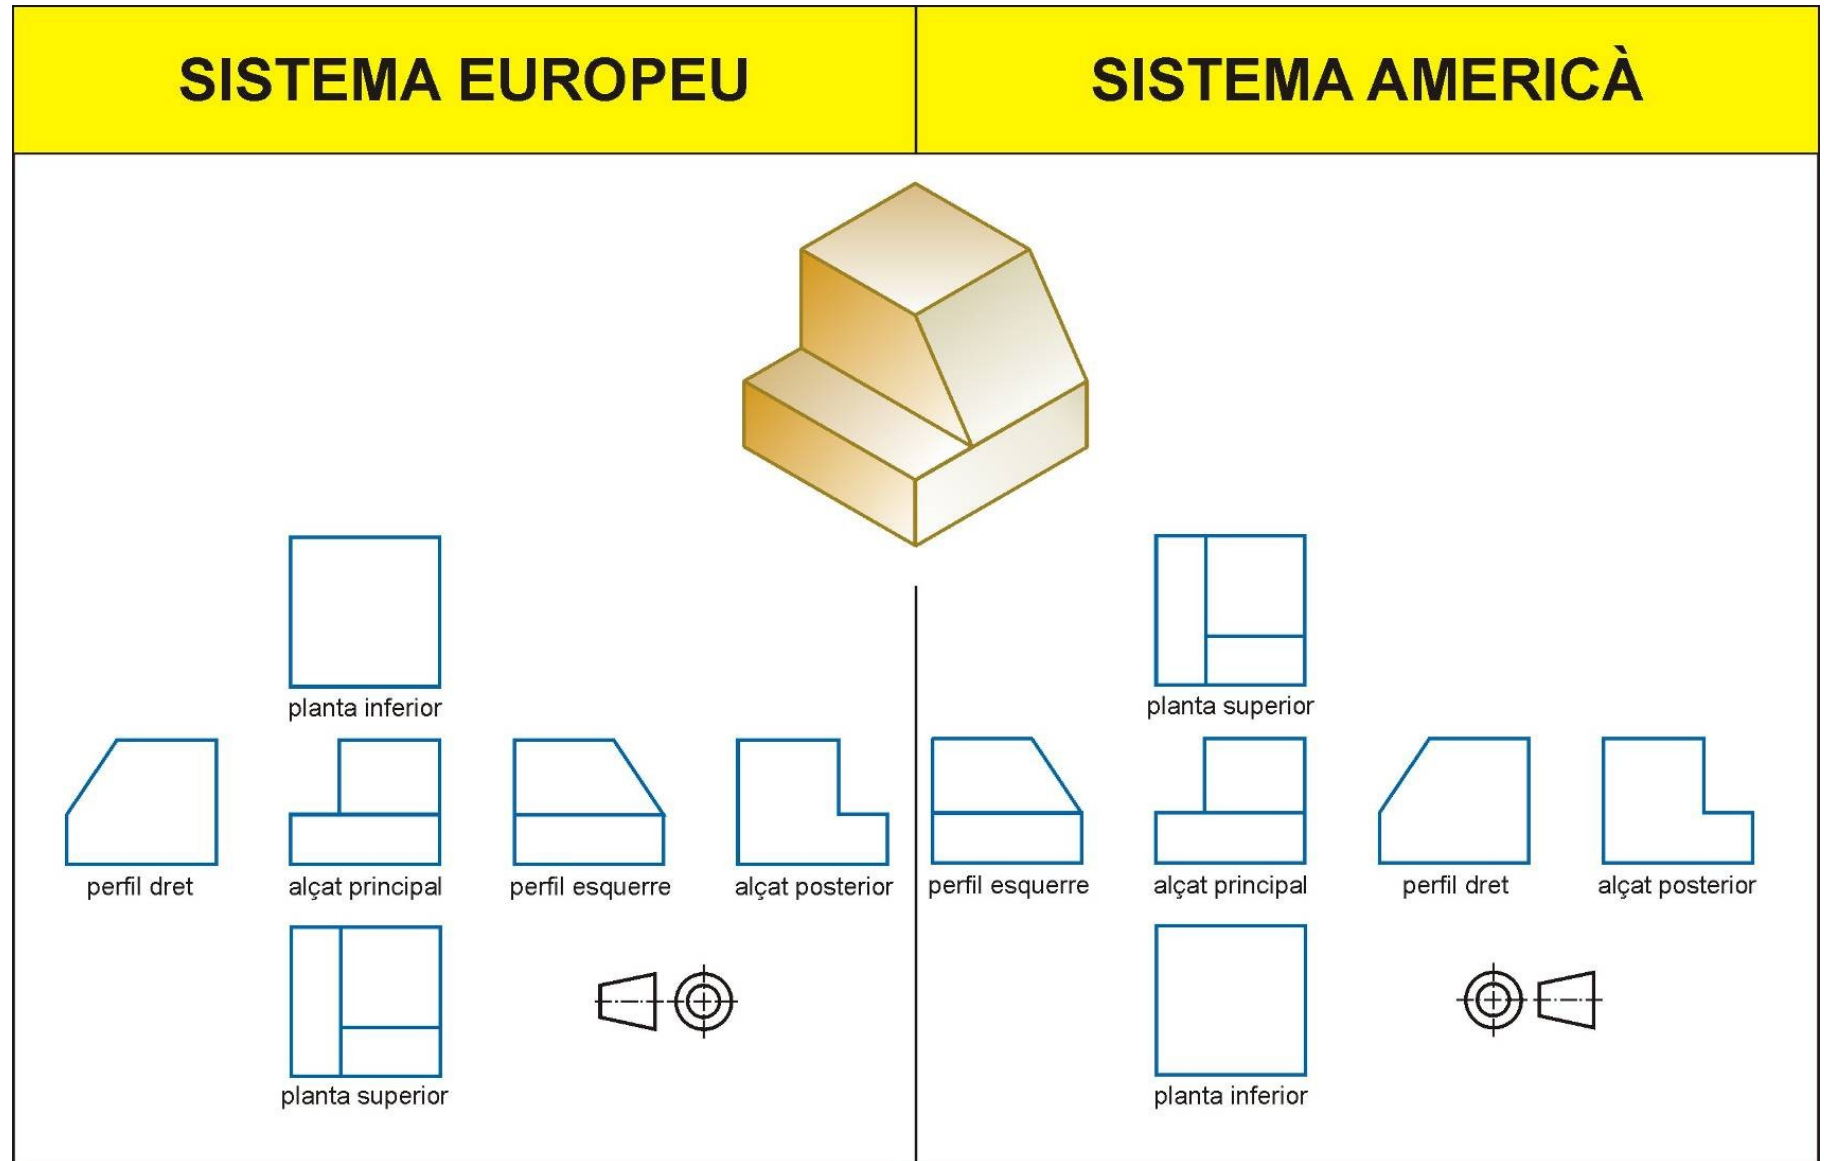 SISTEMA EUROPEU
SISTEMA AMERICÀ
planta inferior
perfil dret
alçat principal
perfil esquerre
alçat posterior
planta superior
planta superior
perfil esquerre
alçat principal
perfil dret
alçat posterior
planta inferior